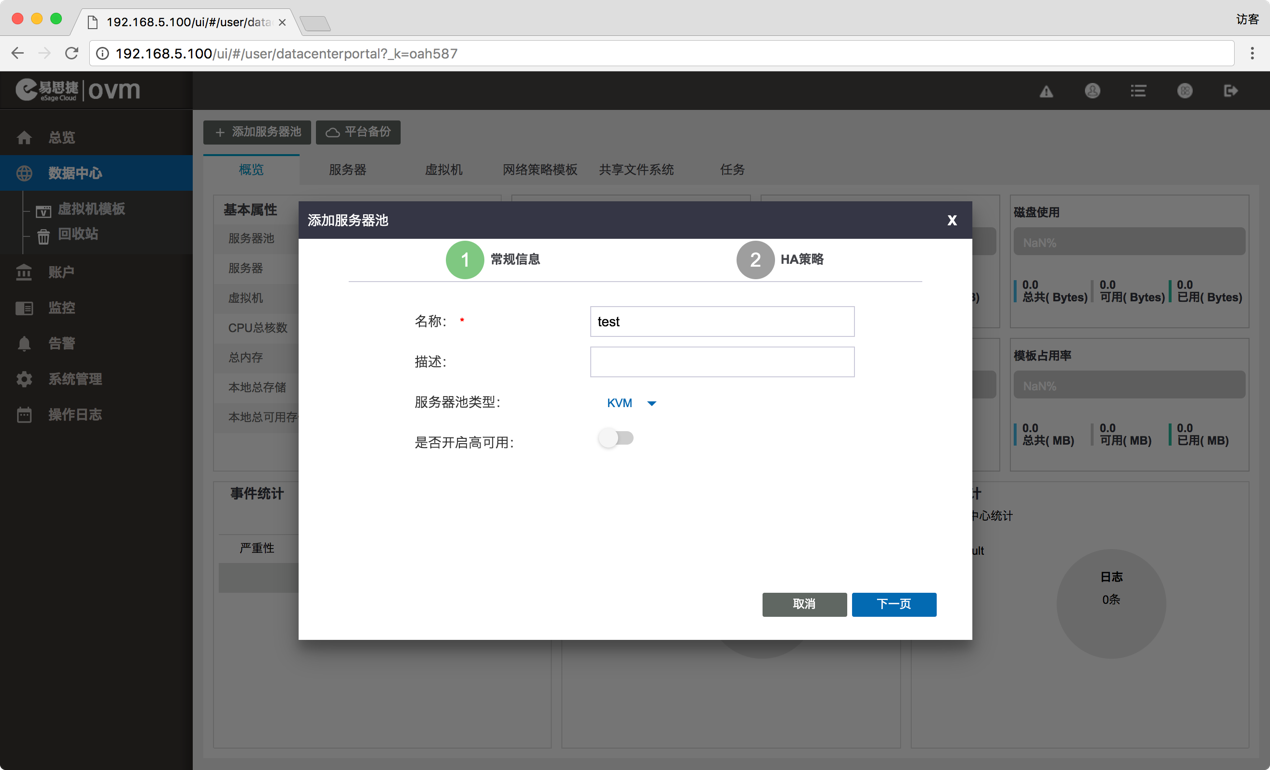 192.168.5.100/ui/#/user/data
访客
192.168.5.100/ui/#/user/datacenterportal?_k=oah587
易思捷 ovm
eSage Cloud
添加服务器池 平台备份
总览
数据中心
虚拟机模板
回收站
账户
监控
告警
系统管理
操作日志
概览 服务器 虚拟机 网络策略模板 共享文件系统 任务
基本属性
服务器池
服务器
虚拟机
CPU总核数
总内存
本地总存储
本地总可用存
事件统计
严重性
添加服务器池 X
1 常规信息 2 HA策略
名称: * test
描述:
服务器池类型: KVM
是否开启高可用:
取消 下一页
磁盘使用
NaN%
0.0 0.0 0.0
总共( Bytes) 可用( Bytes) 已用( Bytes)
模板占用率
NaN%
0.0 0.0 0.0
总共( MB) 可用( MB) 已用( MB)
计
中心统计
ult
日志
0条